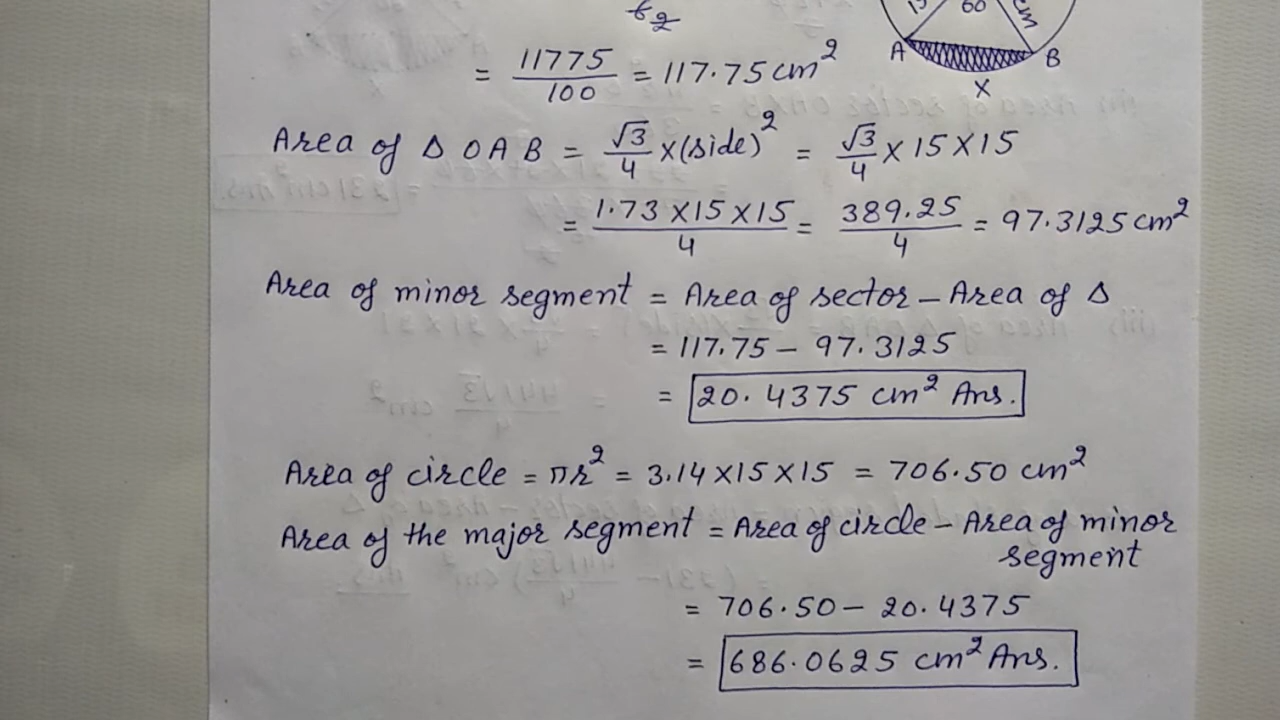 15 60 cm
62
A B
= 11775/100 = 117.75 cm²
X
Area of Δ OAB = √3/4 × (side)² = √3/4 × 15 × 15
= 1.73 × 15 × 15/4 = 389.25/4 = 97.3125 cm²
Area of minor segment = Area of sector – Area of Δ
= 117.75 – 97.3125
= 20.4375 cm² Ans.
Area of circle = πr² = 3.14 × 15 × 15 = 706.50 cm²
Area of the major segment = Area of circle – Area of minor
segment
= 706.50 – 20.4375
= 686.0625 cm² Ans.